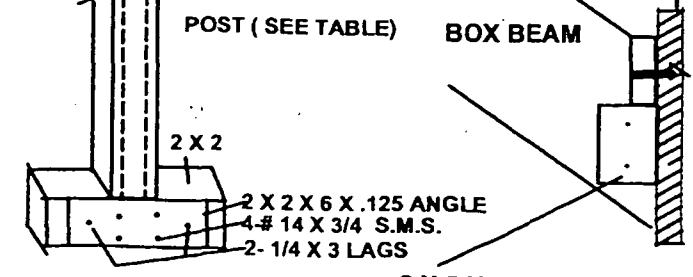 POST ( SEE TABLE)
BOX BEAM
2 X 2
2 X 2 X 6 X .125 ANGLE
4-# 14 X 3/4 S.M.S.
2- 1/4 X 3 LAGS